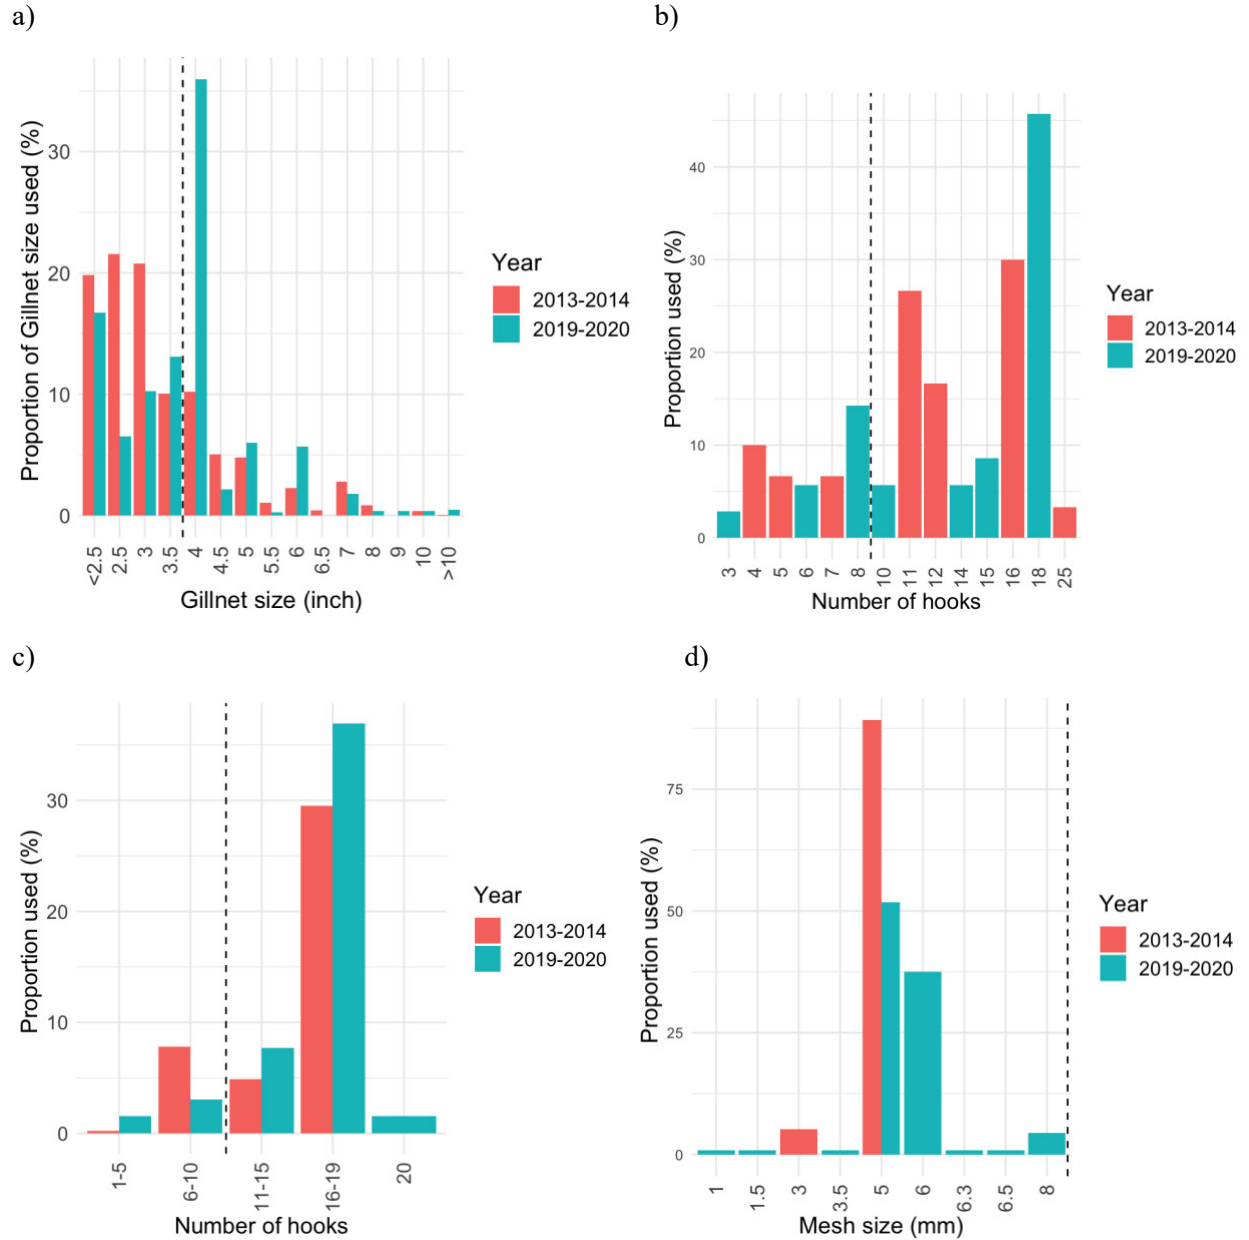 a)
Proportion of Gillnet size used (%)
30
20
10
0
<2.5 2.5 3 3.5 4 4.5 5 5.5 6 6.5 7 8 9 10 >10
Gillnet size (inch)
Year
2013-2014
2019-2020
b)
Proportion used (%)
40
30
20
10
0
3 4 5 6 7 8 10 11 12 14 15 16 18 25
Number of hooks
Year
2013-2014
2019-2020
c)
Proportion used (%)
30
20
10
0
1-5 6-10 11-15 16-19 20
Number of hooks
Year
2013-2014
2019-2020
d)
Proportion used (%)
75
50
25
0
1 1.5 3 3.5 5 6 6.3 6.5 8
Mesh size (mm)
Year
2013-2014
2019-2020